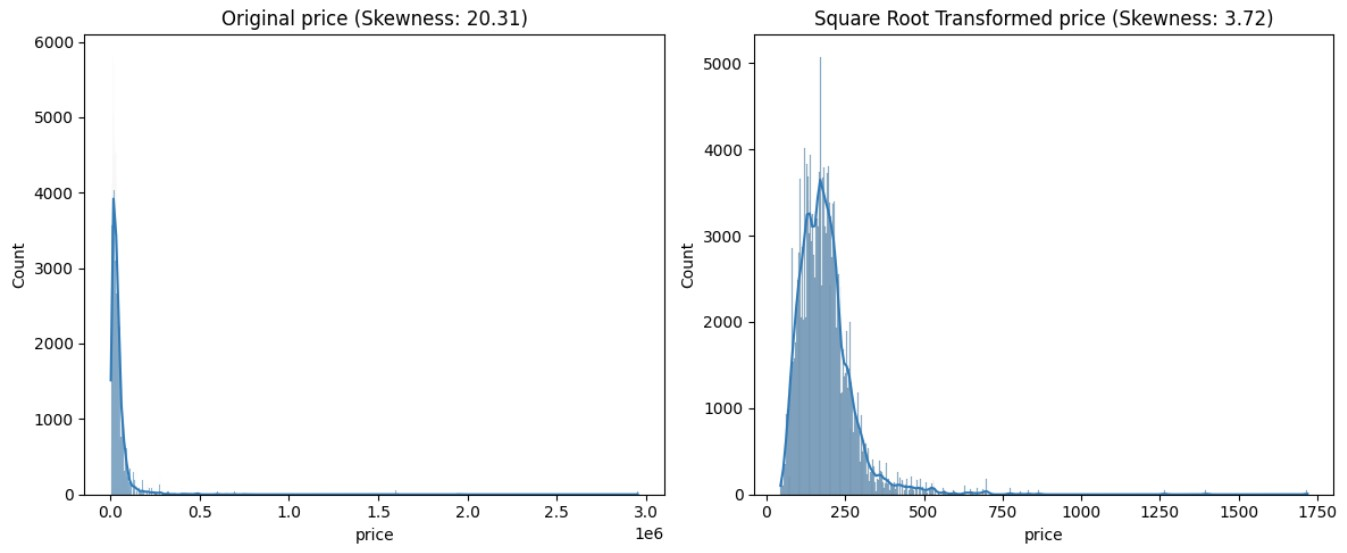 Original price (Skewness: 20.31)
6000
5000
4000
3000
2000
1000
0
Count
0.0 0.5 1.0 1.5 2.0 2.5 3.0
1e6
price
Square Root Transformed price (Skewness: 3.72)
5000
4000
3000
2000
1000
0
Count
0 250 500 750 1000 1250 1500 1750
price